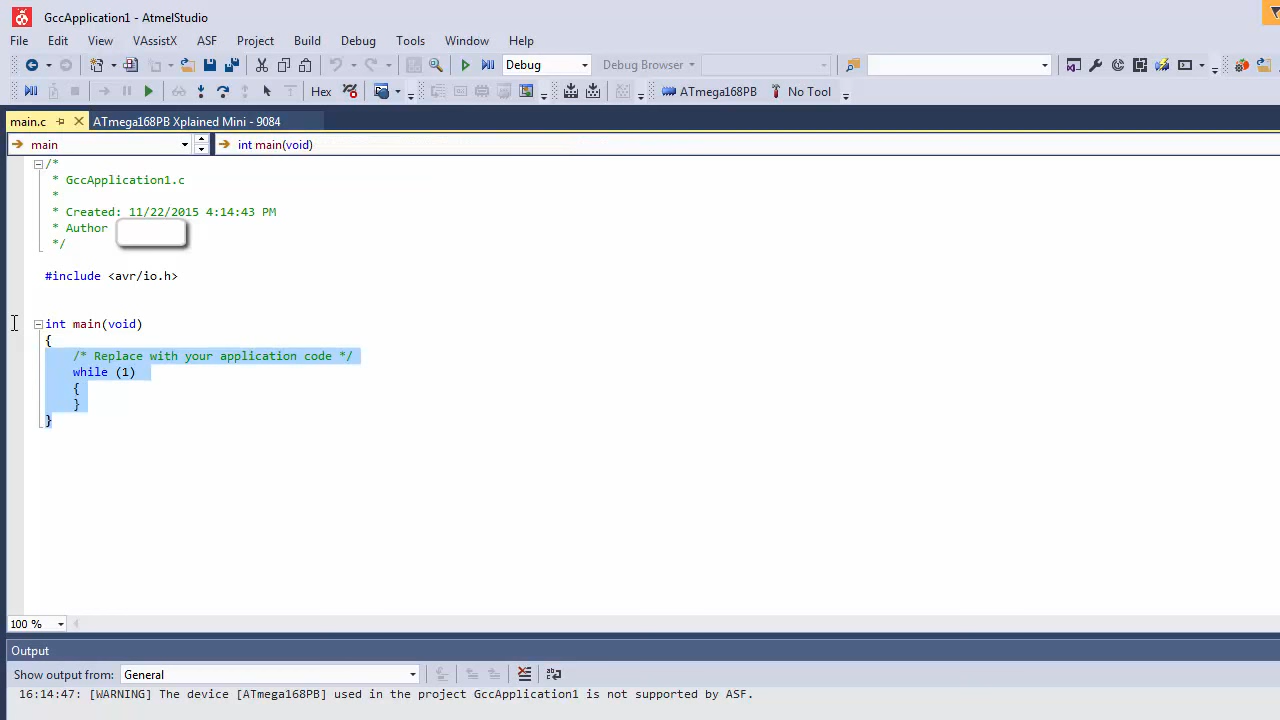 GccApplication1 - AtmelStudio
File Edit View VAssistX ASF Project Build Debug Tools Window Help
Debug Debug Browser
Hex ATmega168PB No Tool
main.c ATmega168PB Xplained Mini - 9084
main int main(void)
/*
* GccApplication1.c
*
* Created: 11/22/2015 4:14:43 PM
* Author
*/
#include <avr/io.h>
int main(void)
{
/* Replace with your application code */
while (1)
{
}
}
100 %
Output
Show output from: General
16:14:47: [WARNING] The device [ATmega168PB] used in the project GccApplication1 is not supported by ASF.